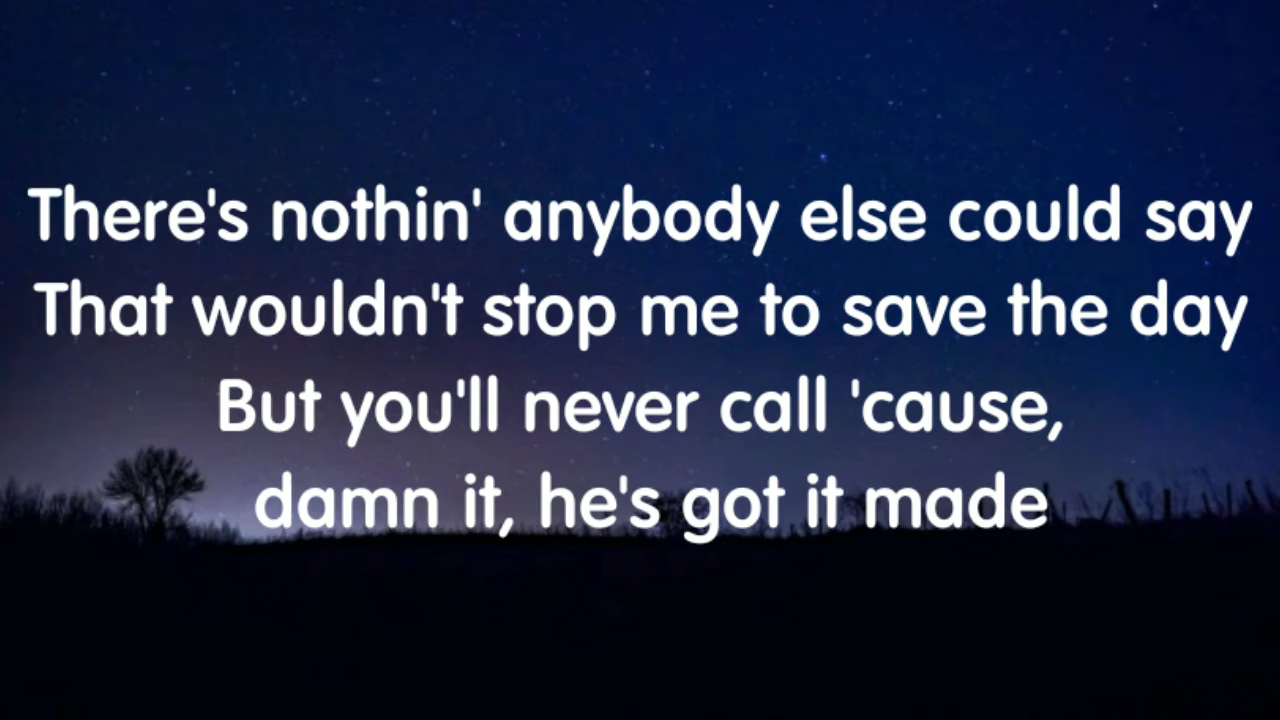 There's nothin' anybody else could say
That wouldn't stop me to save the day
But you'll never call 'cause,
damn it, he's got it made